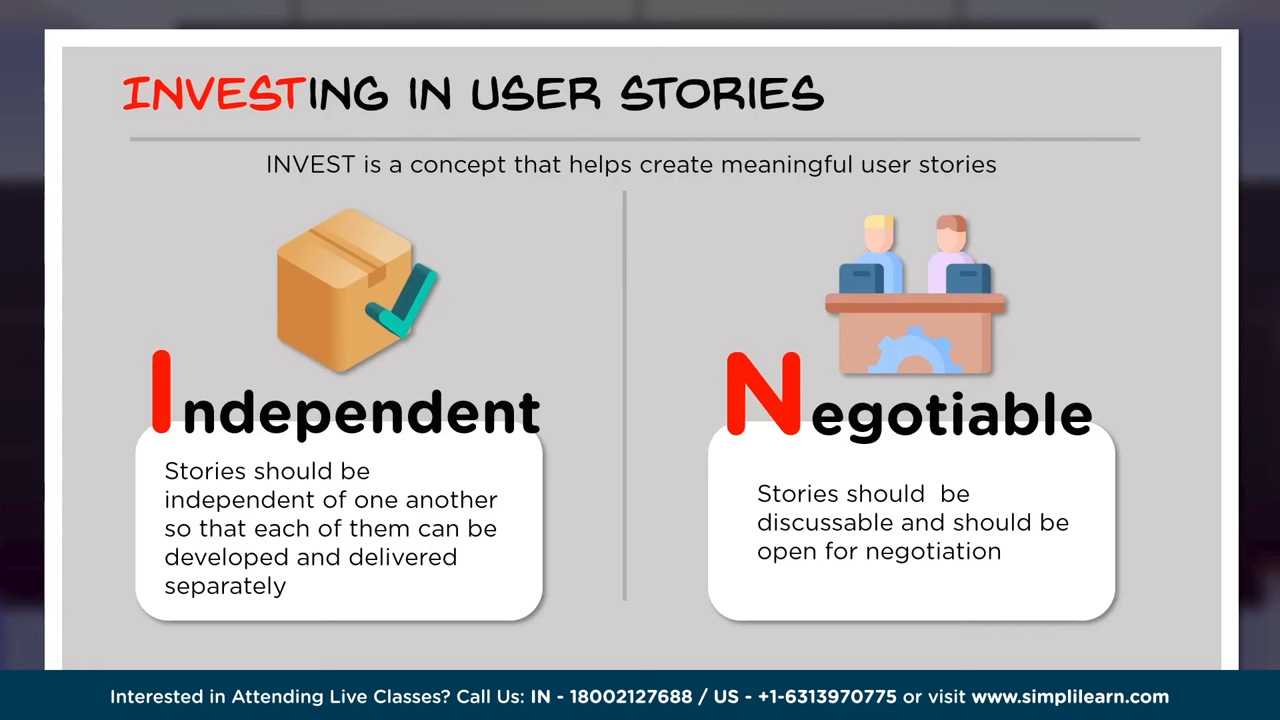 INVESTING IN USER STORIES
INVEST is a concept that helps create meaningful user stories
Independent
Stories should be
independent of one another
so that each of them can be
developed and delivered
separately
Negotiable
Stories should be
discussable and should be
open for negotiation
Interested in Attending Live Classes? Call Us: IN - 18002127688 / US - +1-6313970775 or visit www.simplilearn.com